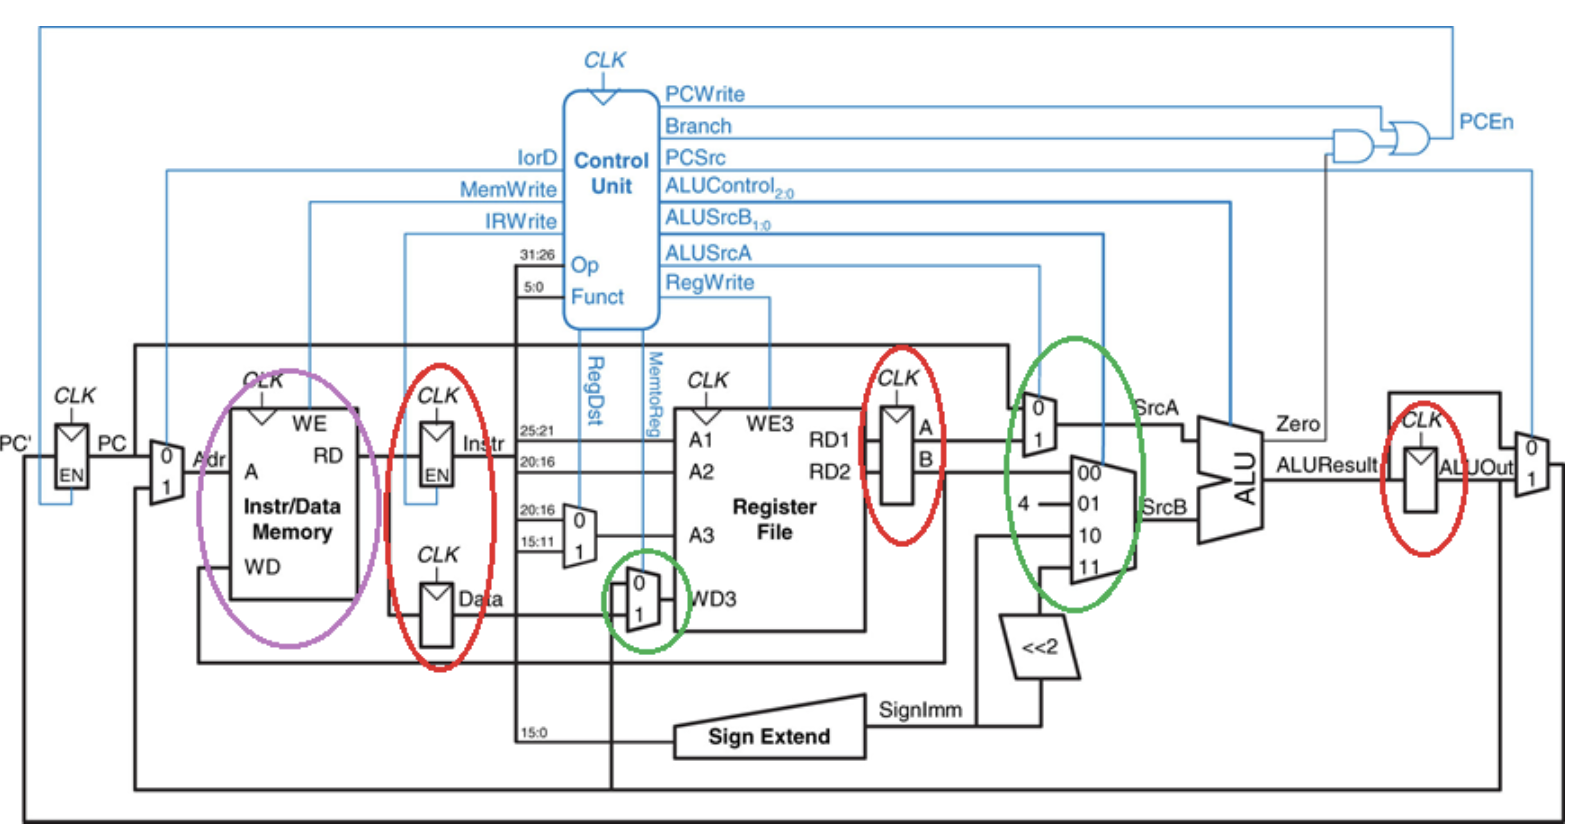 CLK
PCWrite
Branch
PCEn
IorD
Control
Unit
PCSrc
MemWrite
ALUControl2:0
IRWrite
ALUSrcB1:0
31:26
Op
ALUSrcA
5:0
Funct
RegWrite
RegDst
MemtoReg
CLK
CLK
CLK
CLK
CLK
CLK
PC'
EN
PC
0
1
Adr
WE
A
RD
Instr/Data
Memory
WD
EN
Instr
CLK
Data
25:21
20:16
20:16
15:11
0
1
0
1
A1
A2
A3
WD3
WE3
RD1
RD2
Register
File
A
B
0
1
SrcA
00
4
01
10
11
SrcB
<<2
ALU
Zero
ALUResult
ALUOut
0
1
15:0
Sign Extend
SignImm